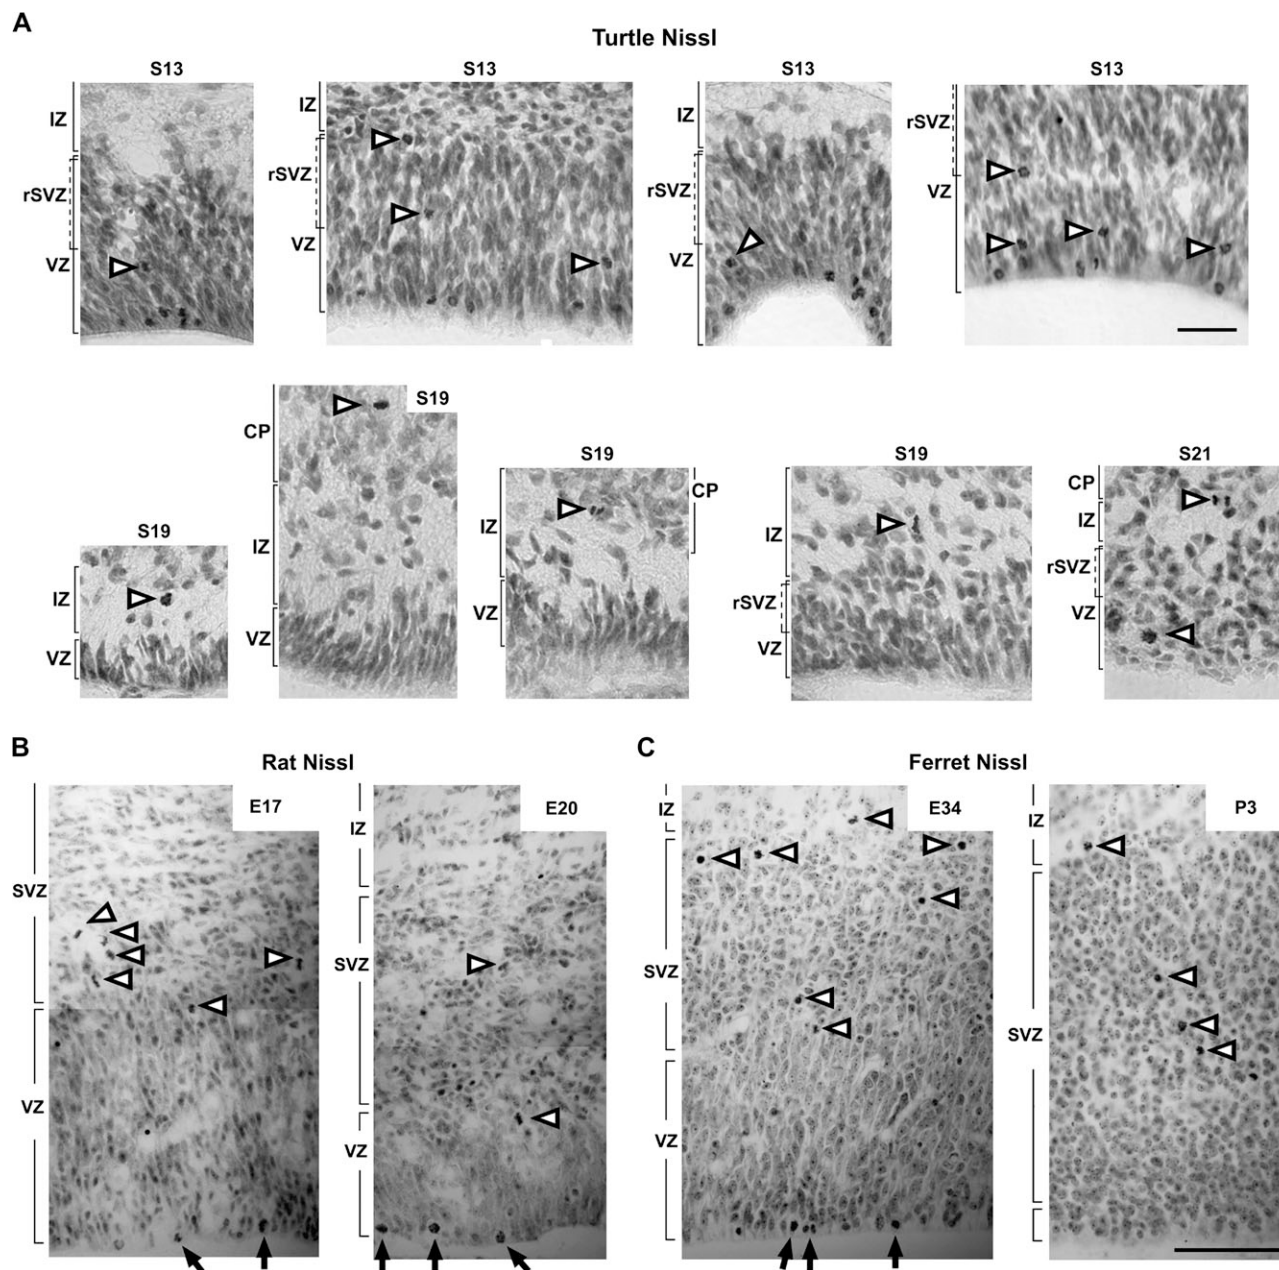 A
Turtle Nissl
S13
S13
S13
S13
IZ
rSVZ
VZ
IZ
rSVZ
VZ
IZ
rSVZ
VZ
rSVZ
VZ
S19
IZ
VZ
S19
CP
IZ
VZ
S19
IZ
VZ
CP
S19
IZ
rSVZ
VZ
S21
CP
IZ
rSVZ
VZ
B
Rat Nissl
E17
SVZ
VZ
E20
IZ
SVZ
VZ
C
Ferret Nissl
E34
IZ
SVZ
VZ
P3
IZ
SVZ